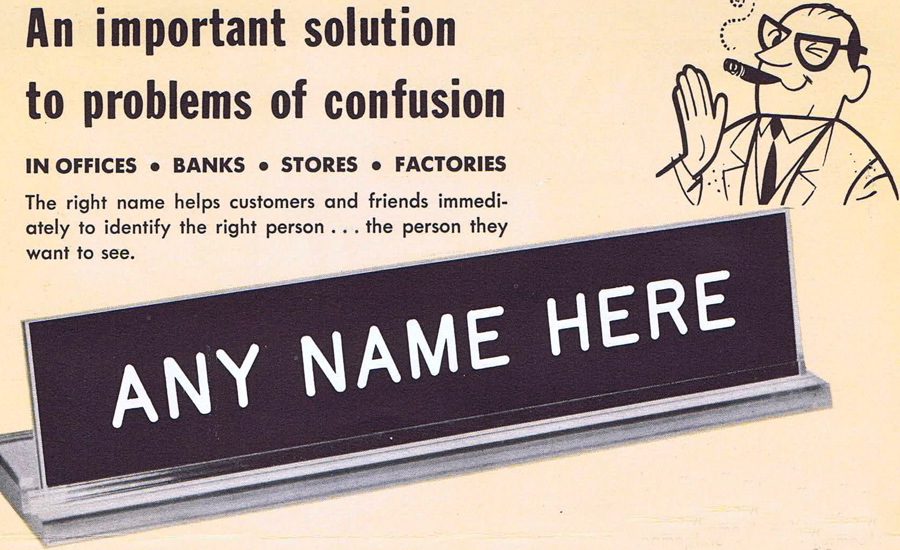 An important solution
to problems of confusion
IN OFFICES • BANKS • STORES • FACTORIES
The right name helps customers and friends immedi-
ately to identify the right person . . . the person they
want to see.
ANY NAME HERE